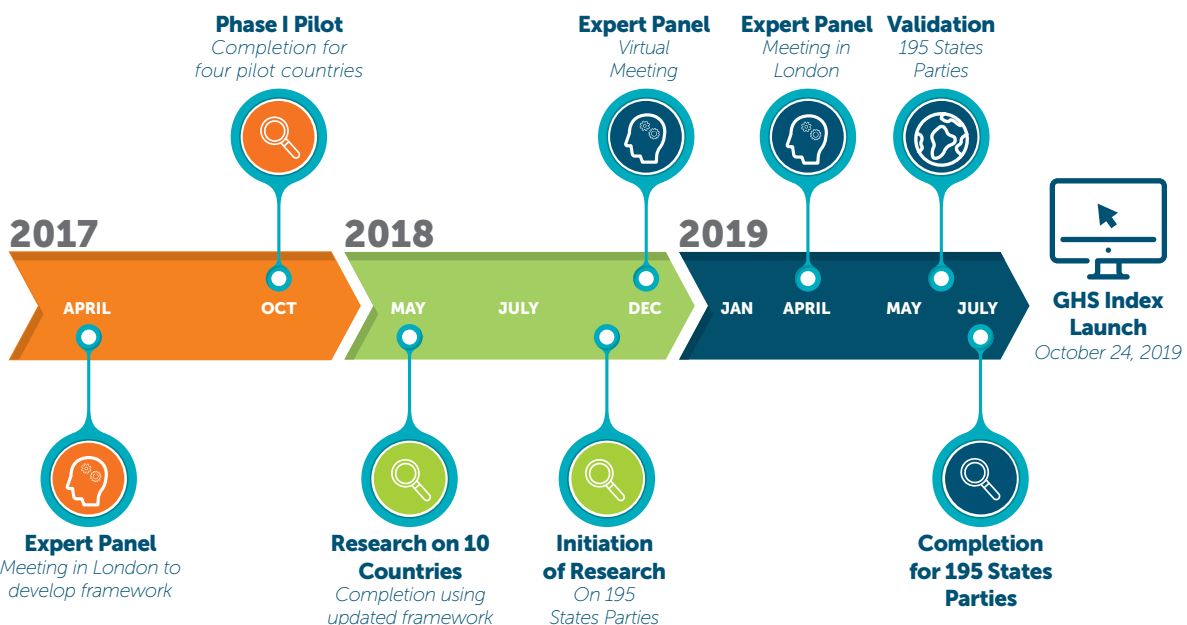 Phase I Pilot
Completion for
four pilot countries
Expert Panel
Virtual
Meeting
Expert Panel
Meeting in
London
Validation
195 States
Parties
2017
2018
2019
APRIL
OCT
MAY
JULY
DEC
JAN
APRIL
MAY
JULY
GHS Index
Launch
October 24, 2019
Expert Panel
Meeting in London to
develop framework
Research on 10
Countries
Completion using
updated framework
Initiation
of Research
On 195
States Parties
Completion
for 195 States
Parties